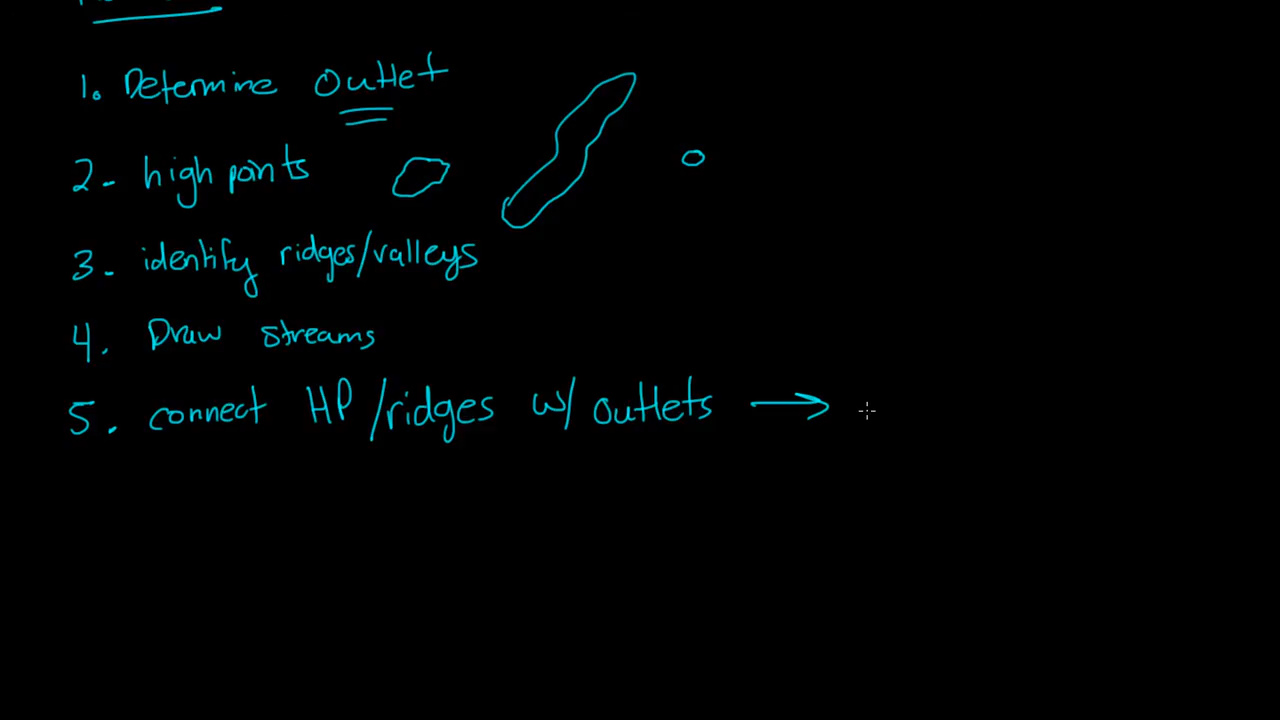 1. Determine Outlet
2- high points
3- identify ridges/valleys
4. Draw streams
5. connect HP/ridges w/ outlets →